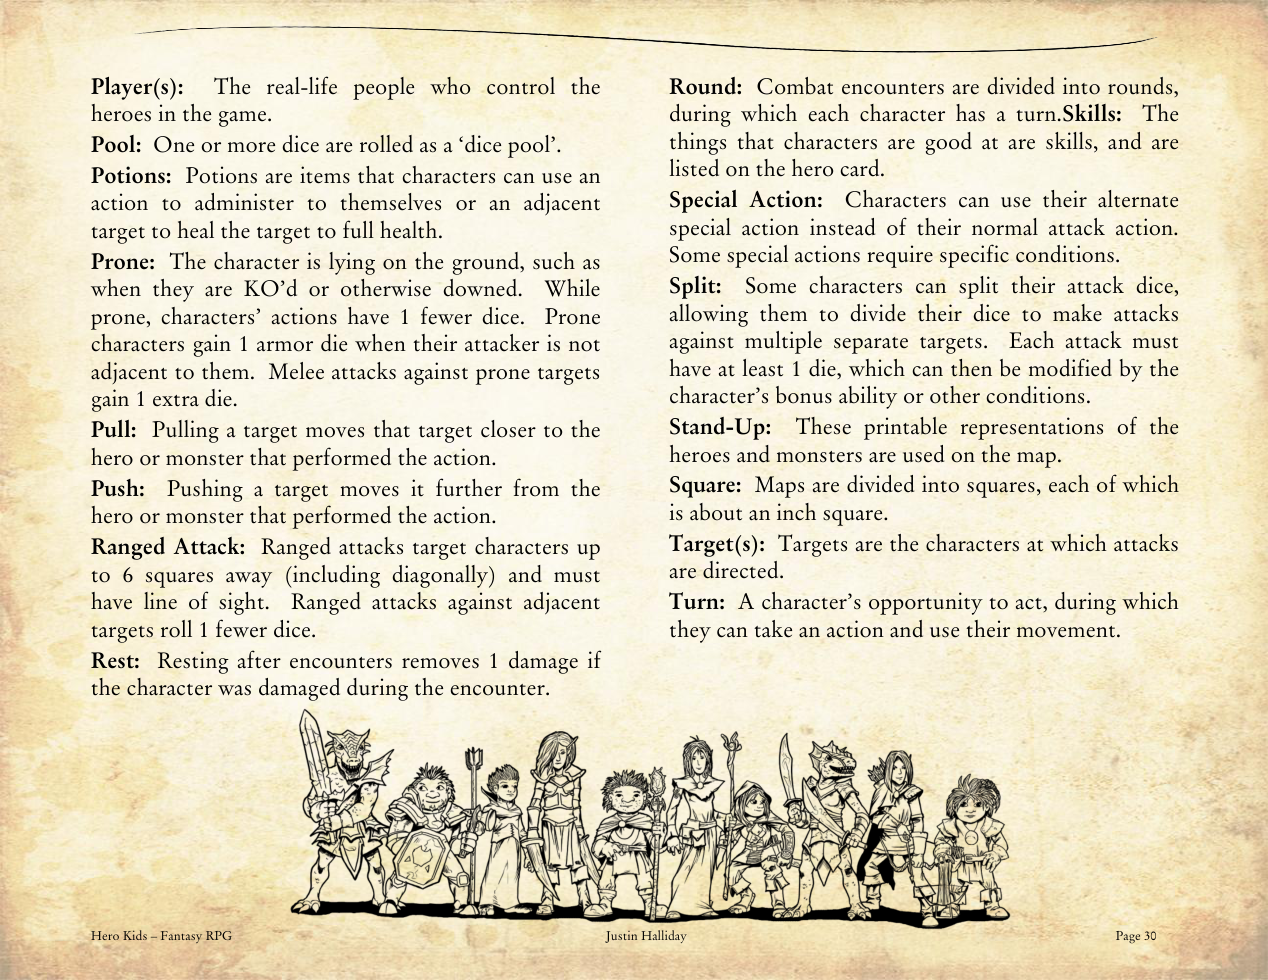 Player(s): The real-life people who control the
heroes in the game.
Pool: One or more dice are rolled as a ‘dice pool’.
Potions: Potions are items that characters can use an
action to administer to themselves or an adjacent
target to heal the target to full health.
Prone: The character is lying on the ground, such as
when they are KO’d or otherwise downed. While
prone, characters’ actions have 1 fewer dice. Prone
characters gain 1 armor die when their attacker is not
adjacent to them. Melee attacks against prone targets
gain 1 extra die.
Pull: Pulling a target moves that target closer to the
hero or monster that performed the action.
Push: Pushing a target moves it further from the
hero or monster that performed the action.
Ranged Attack: Ranged attacks target characters up
to 6 squares away (including diagonally) and must
have line of sight. Ranged attacks against adjacent
targets roll 1 fewer dice.
Rest: Resting after encounters removes 1 damage if
the character was damaged during the encounter.
Round: Combat encounters are divided into rounds,
during which each character has a turn.Skills: The
things that characters are good at are skills, and are
listed on the hero card.
Special Action: Characters can use their alternate
special action instead of their normal attack action.
Some special actions require specific conditions.
Split: Some characters can split their attack dice,
allowing them to divide their dice to make attacks
against multiple separate targets. Each attack must
have at least 1 die, which can then be modified by the
character’s bonus ability or other conditions.
Stand-Up: These printable representations of the
heroes and monsters are used on the map.
Square: Maps are divided into squares, each of which
is about an inch square.
Target(s): Targets are the characters at which attacks
are directed.
Turn: A character’s opportunity to act, during which
they can take an action and use their movement.
Hero Kids – Fantasy RPG
Justin Halliday
Page 30